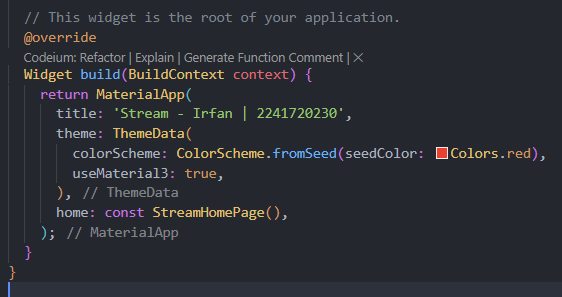 // This widget is the root of your application.
@override
Codeium: Refactor | Explain | Generate Function Comment | ×
Widget build(BuildContext context) {
return MaterialApp(
title: 'Stream - Irfan | 2241720230',
theme: ThemeData(
colorScheme: ColorScheme.fromSeed(seedColor: Colors.red),
useMaterial3: true,
), // ThemeData
home: const StreamHomePage(),
); // MaterialApp
}
}